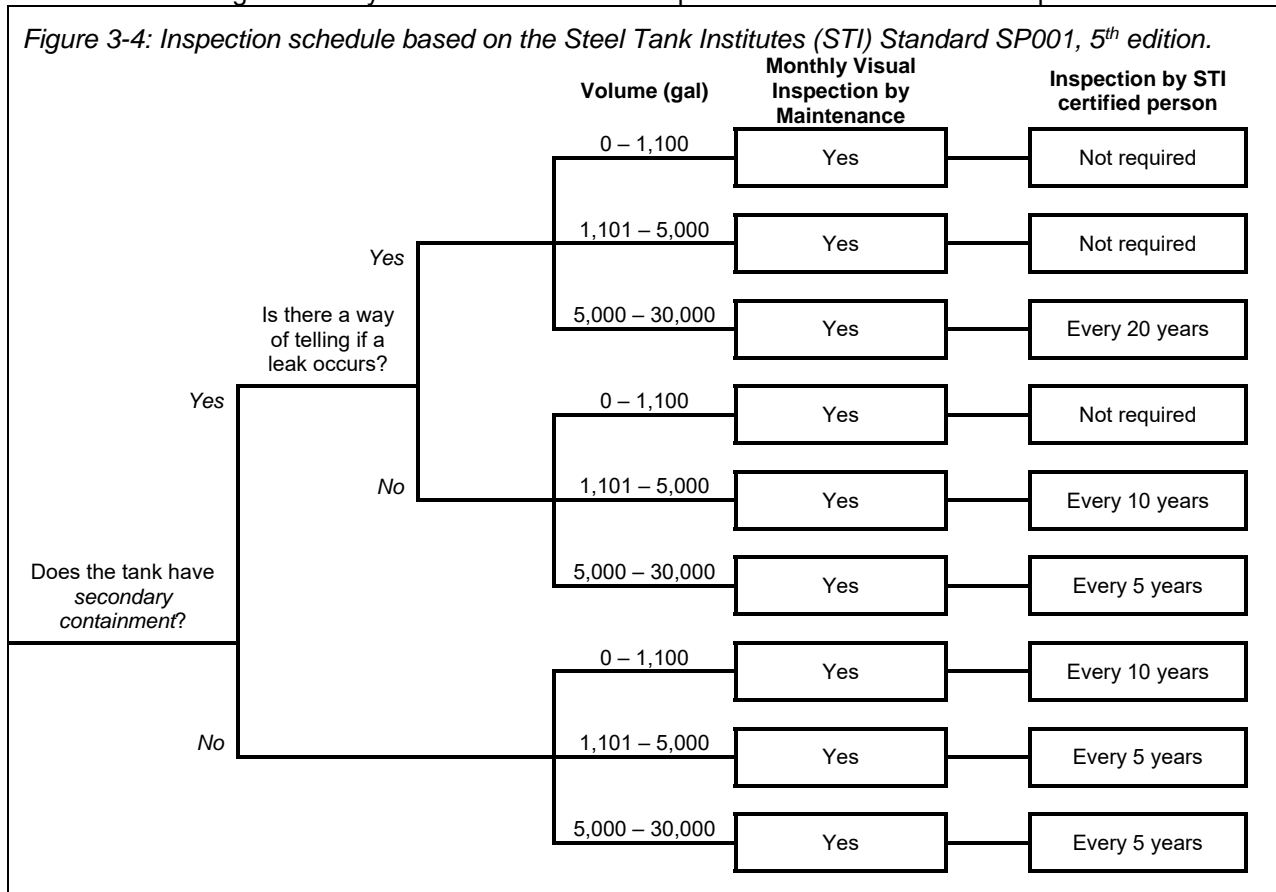 Figure 3-4: Inspection schedule based on the Steel Tank Institutes (STI) Standard SP001, 5th edition.
Volume (gal)
Monthly Visual
Inspection by
Maintenance
Inspection by STI
certified person
0 – 1,100
Yes
Not required
1,101 – 5,000
Yes
Not required
Yes
5,000 – 30,000
Yes
Every 20 years
Is there a way
of telling if a
leak occurs?
Yes
0 – 1,100
Yes
Not required
No
1,101 – 5,000
Yes
Every 10 years
5,000 – 30,000
Yes
Every 5 years
Does the tank have
secondary
containment?
0 – 1,100
Yes
Every 10 years
No
1,101 – 5,000
Yes
Every 5 years
5,000 – 30,000
Yes
Every 5 years